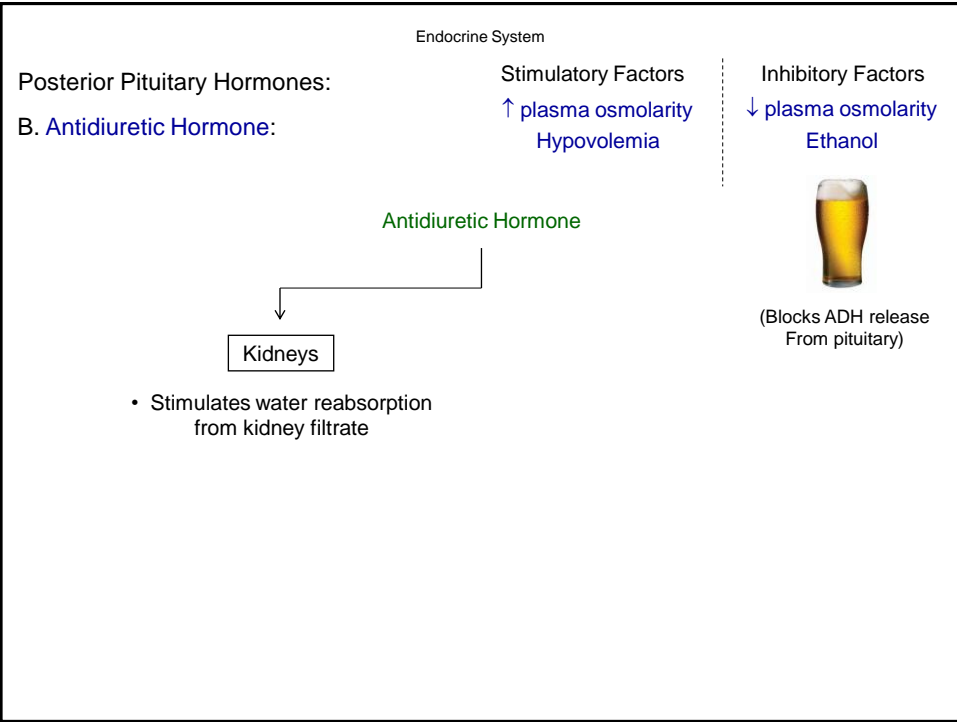 Endocrine System
Posterior Pituitary Hormones:
B. Antidiuretic Hormone:
Stimulatory Factors
↑ plasma osmolarity
Hypovolemia
Inhibitory Factors
↓ plasma osmolarity
Ethanol
(Blocks ADH release
From pituitary)
Antidiuretic Hormone
Kidneys
• Stimulates water reabsorption
from kidney filtrate